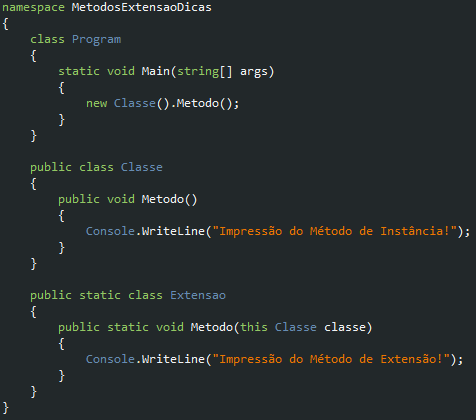 namespace MetodosExtensaoDicas
{
    class Program
    {
        static void Main(string[] args)
        {
            new Classe().Metodo();
        }
    }

    public class Classe
    {
        public void Metodo()
        {
            Console.WriteLine("Impressão do Método de Instância!");
        }
    }

    public static class Extensao
    {
        public static void Metodo(this Classe classe)
        {
            Console.WriteLine("Impressão do Método de Extensão!");
        }
    }
}